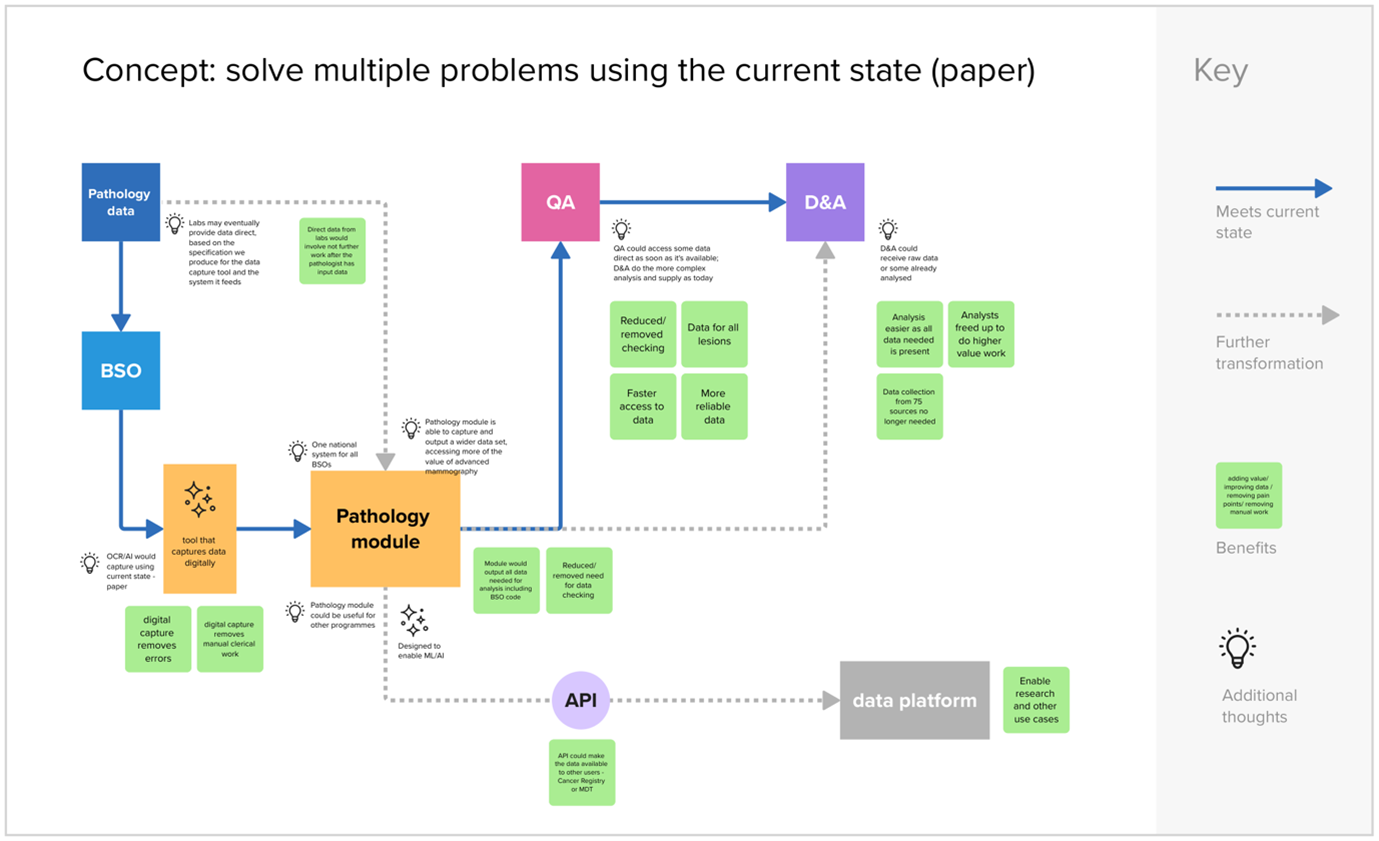 Concept: solve multiple problems using the current state (paper)
Key
Pathology
data
Labs may eventually
provide data direct,
based on the
specification we
produce for the data
capture tool and the
system it feeds
Direct data from
labs would
involve not further
work after the
pathologist has
input data
QA
QA could access some data
direct as soon as it's available;
D&A do the more complex
analysis and supply as today
Reduced/
removed
checking
Data for all
lesions
Faster
access to
data
More
reliable
data
D&A
D&A could
receive raw data
or some already
analysed
Analysis
easier as all
data needed
is present
Analysts
freed up to
do higher
value work
Data collection
from 75
sources no
longer needed
BSO
OCR/AI would
capture using
current state -
paper
tool that
captures data
digitally
digital
capture
removes
errors
digital capture
removes
manual clerical
work
One national
system for all
BSOs
Pathology module is
able to capture and
output a wider data set,
accessing more of the
value of advanced
mammography
Pathology
module
Module would
output all data
needed for
analysis including
BSO code
Reduced/
removed need
for data
checking
Pathology module
could be useful for
other programmes
Designed to
enable ML/AI
API
API could make
the data available
to other users -
Cancer Registry
or MDT
data platform
Enable
research
and other
use cases
Meets current
state
Further
transformation
adding value/
improving data /
removing pain
points/ removing
manual work
Benefits
Additional
thoughts